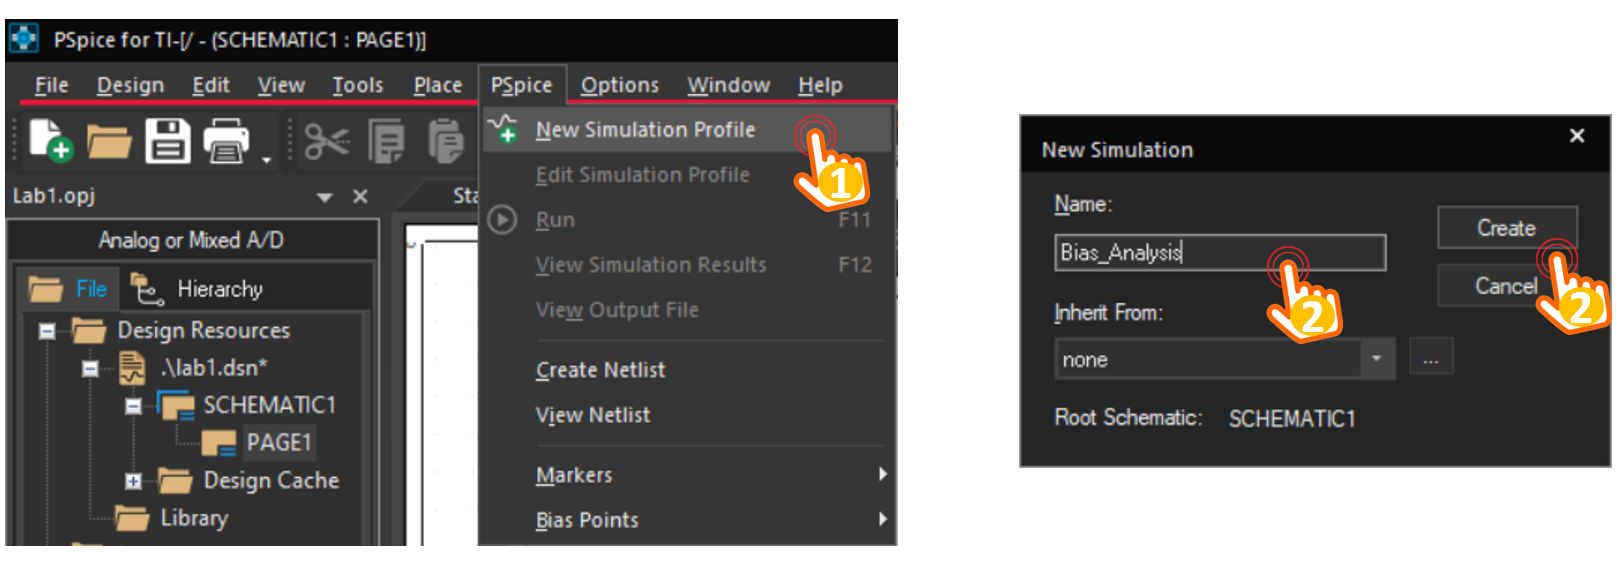 PSpice for TI-[/ - (SCHEMATIC1 : PAGE1)]
File Design Edit View Tools Place PSpice Options Window Help
New Simulation Profile
1
Edit Simulation Profile
Run F11
View Simulation Results F12
View Output File
Create Netlist
View Netlist
Markers
Bias Points
Lab1.opj
Sta
Analog or Mixed A/D
File Hierarchy
Design Resources
.\lab1.dsn*
SCHEMATIC1
PAGE1
Design Cache
Library
New Simulation
Name:
Bias_Analysis
2
Create
Cancel
2
Inherit From:
none
...
Root Schematic: SCHEMATIC1